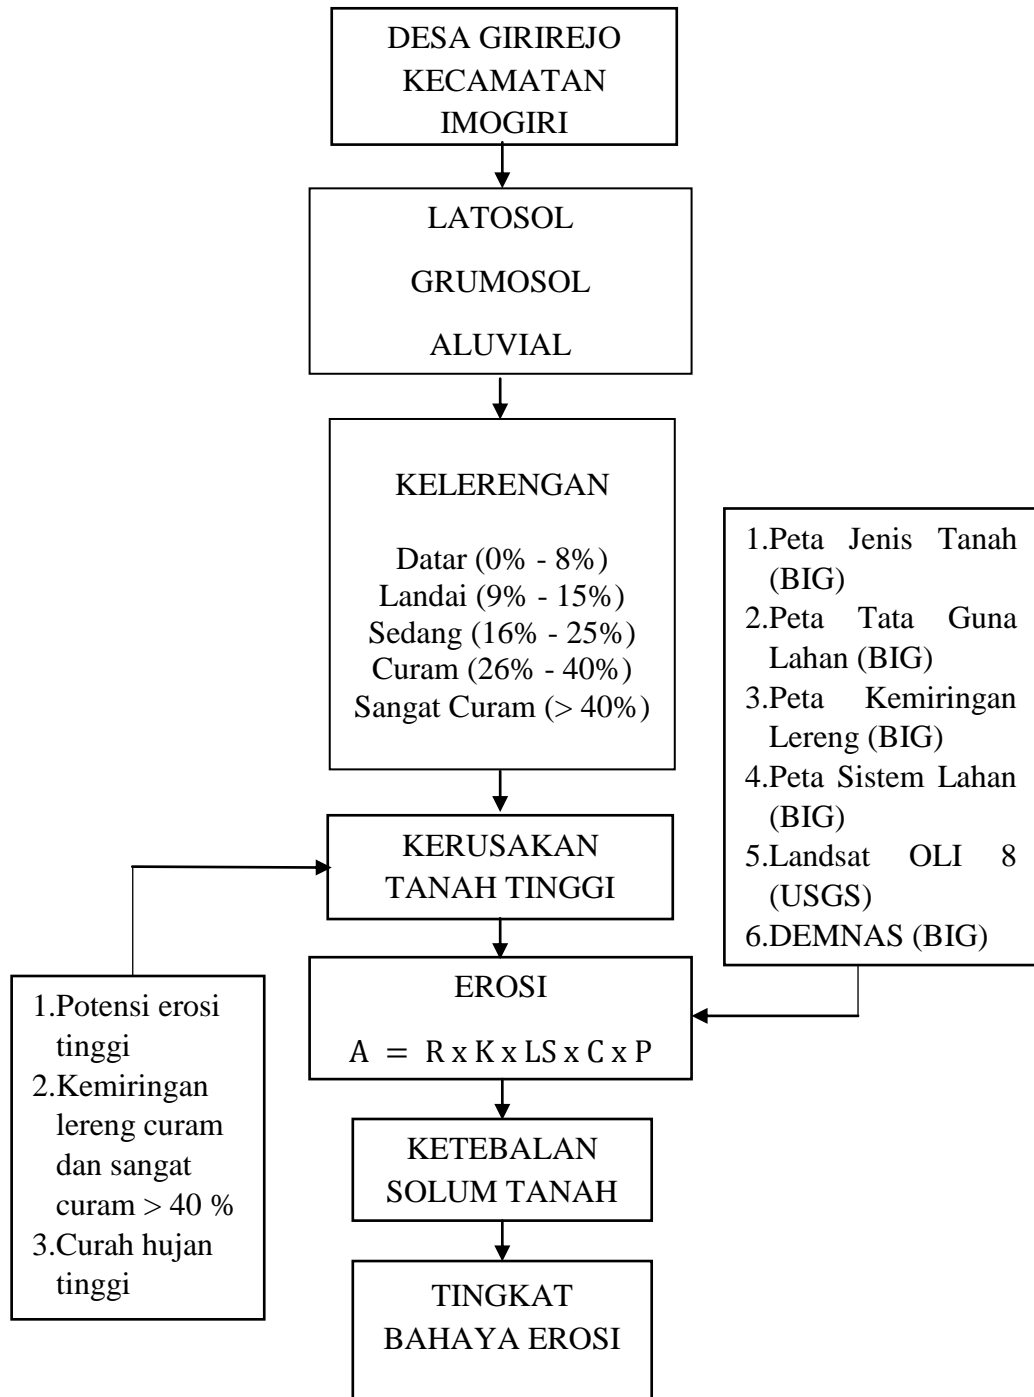 DESA GIRIREJO
KECAMATAN
IMOGIRI
LATOSOL
GRUMOSOL
ALUVIAL
KELERENGAN
Datar (0% - 8%)
Landai (9% - 15%)
Sedang (16% - 25%)
Curam (26% - 40%)
Sangat Curam (> 40%)
1.Peta Jenis Tanah
(BIG)
2.Peta Tata Guna
Lahan (BIG)
3.Peta Kemiringan
Lereng (BIG)
4.Peta Sistem Lahan
(BIG)
5.Landsat OLI 8
(USGS)
6.DEMNAS (BIG)
KERUSAKAN
TANAH TINGGI
1.Potensi erosi
tinggi
2.Kemiringan
lereng curam
dan sangat
curam > 40 %
3.Curah hujan
tinggi
EROSI
A = R x K x LS x C x P
KETEBALAN
SOLUM TANAH
TINGKAT
BAHAYA EROSI